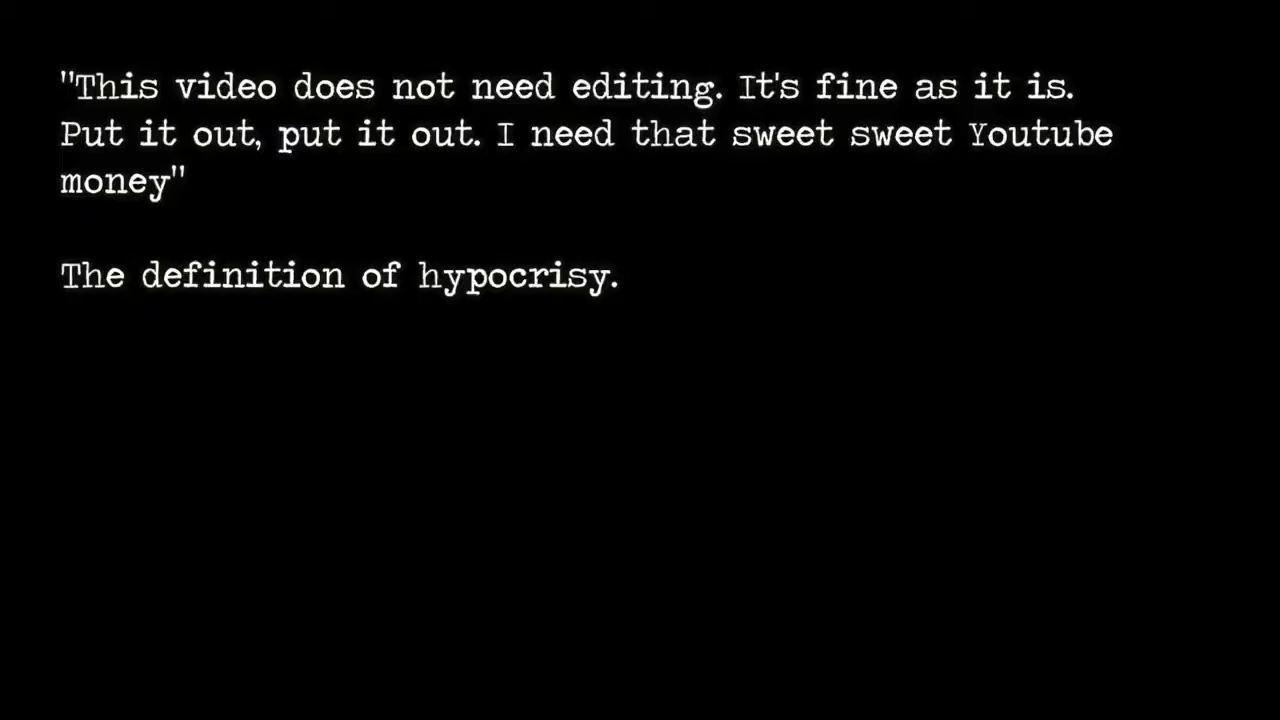 "This video does not need editing. It's fine as it is.
Put it out, put it out. I need that sweet sweet Youtube
money"
The definition of hypocrisy.